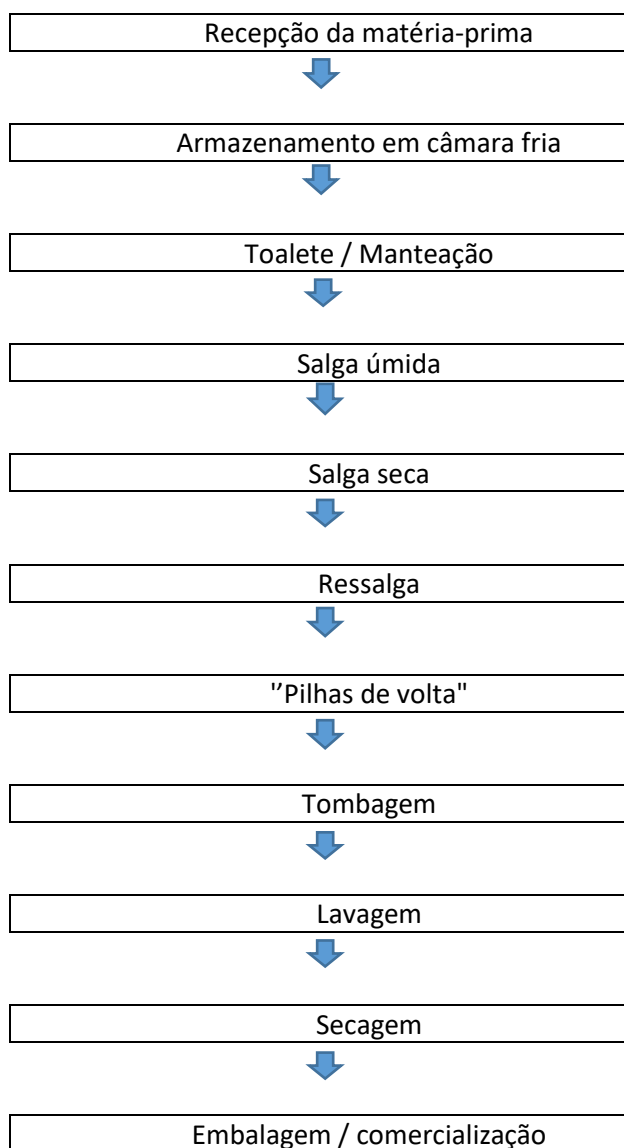 Recepção da matéria-prima
Armazenamento em câmara fria
Toalete / Manteação
Salga úmida
Salga seca
Ressalga
'’Pilhas de volta"
Tombagem
Lavagem
Secagem
Embalagem / comercialização